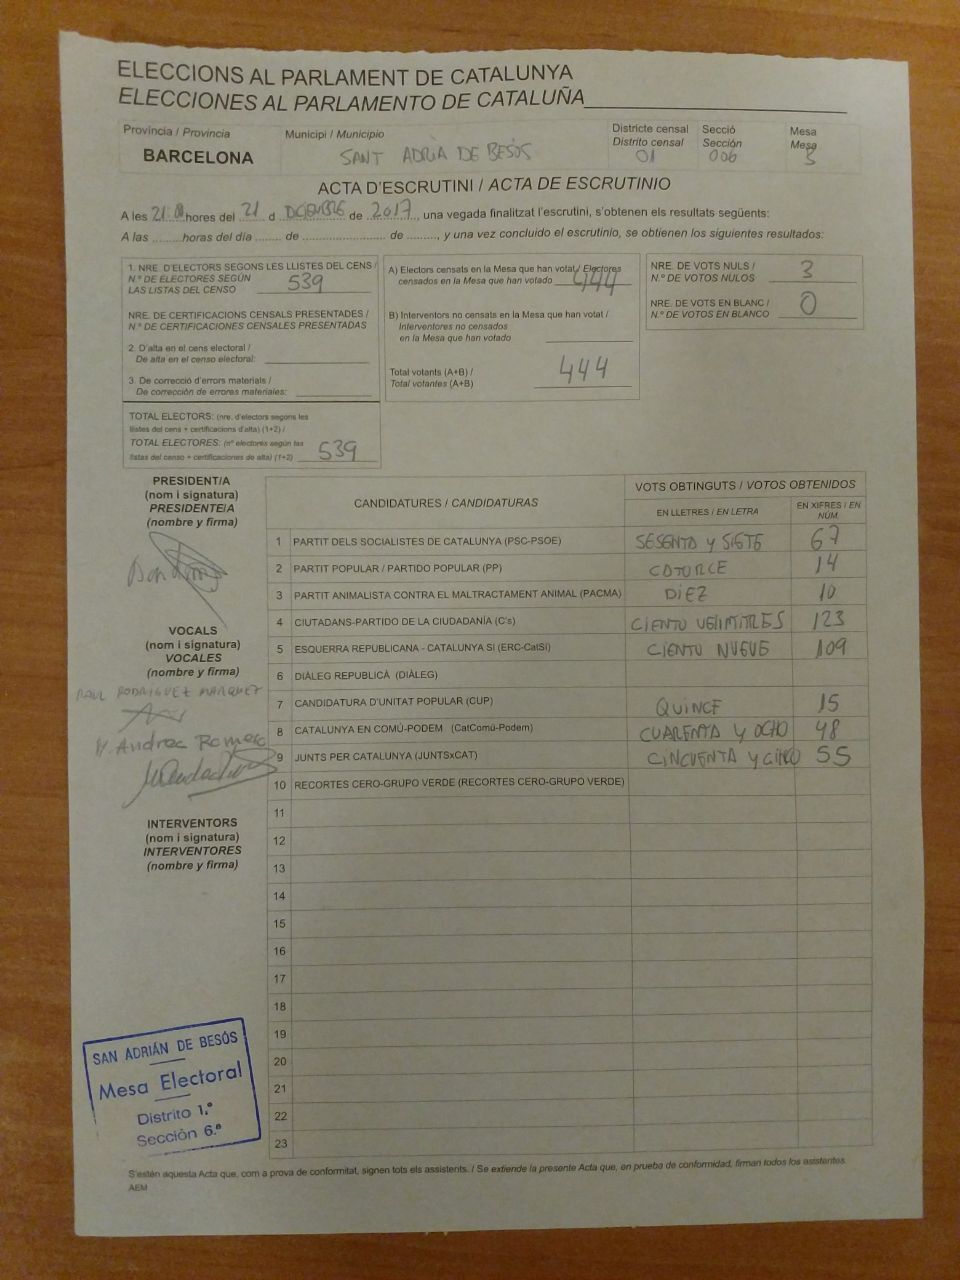 ELECCIONS AL PARLAMENT DE CATALUNYA
ELECCIONES AL PARLAMENTO DE CATALUÑA
Província / Provincia
BARCELONA
Municipi / Municipio
SANT ADRIÀ DE BESÒS
Districte censal
Distrito censal
01
Secció
Sección
006
Mesa
Mesa
ACTA D'ESCRUTINI / ACTA DE ESCRUTINIO
A les 21:00 hores del 21 d DICIEMBRE de 2017, una vegada finalitzat l'escrutini, s'obtenen els resultats següents:
A las ........ horas del día ........ de ........................ de ........., y una vez concluido el escrutinio, se obtienen los siguientes resultados:
1. NRE. D'ELECTORS SEGONS LES LLISTES DEL CENS /
N.º DE ELECTORES SEGÚN
LAS LISTAS DEL CENSO 539
NRE. DE CERTIFICACIONS CENSALS PRESENTADES /
N.º DE CERTIFICACIONES CENSALES PRESENTADAS
2. D'alta en el cens electoral /
De alta en el censo electoral:
3. De correcció d'errors materials /
De corrección de errores materiales:
TOTAL ELECTORS: (nre. d'electors segons les
llistes del cens + certificacions d'alta) (1+2) /
TOTAL ELECTORES: (nº electores según las
listas del censo + certificaciones de alta) (1+2) 539
A) Electors censats en la Mesa que han votat / Electores
censados en la Mesa que han votado 444
B) Interventors no censats en la Mesa que han votat /
Interventores no censados
en la Mesa que han votado
Total votants (A+B) /
Total votantes (A+B) 444
NRE. DE VOTS NULS /
N.º DE VOTOS NULOS 3
NRE. DE VOTS EN BLANC /
N.º DE VOTOS EN BLANCO 0
PRESIDENT/A
(nom i signatura)
PRESIDENTE/A
(nombre y firma)
VOCALS
(nom i signatura)
VOCALES
(nombre y firma)
RAUL RODRIGUEZ MARQUEZ
M. Andrea Romero
INTERVENTORS
(nom i signatura)
INTERVENTORES
(nombre y firma)
CANDIDATURES / CANDIDATURAS
VOTS OBTINGUTS / VOTOS OBTENIDOS
EN LLETRES / EN LETRA
EN XIFRES / EN
NÚM.
1 PARTIT DELS SOCIALISTES DE CATALUNYA (PSC-PSOE) SESENTA Y SIETE 67
2 PARTIT POPULAR / PARTIDO POPULAR (PP) CATORCE 14
3 PARTIT ANIMALISTA CONTRA EL MALTRACTAMENT ANIMAL (PACMA) DIEZ 10
4 CIUTADANS-PARTIDO DE LA CIUDADANÍA (C's) CIENTO VEINTITRES 123
5 ESQUERRA REPUBLICANA - CATALUNYA SÍ (ERC-CatSí) CIENTO NUEVE 109
6 DIÀLEG REPUBLICÀ (DIÀLEG)
7 CANDIDATURA D'UNITAT POPULAR (CUP) QUINCE 15
8 CATALUNYA EN COMÚ-PODEM (CatComú-Podem) CUARENTA Y OCHO 48
9 JUNTS PER CATALUNYA (JUNTSxCAT) CINCUENTA Y CINCO 55
10 RECORTES CERO-GRUPO VERDE (RECORTES CERO-GRUPO VERDE)
11
12
13
14
15
16
17
18
19
20
21
22
23
SAN ADRIÁN DE BESÓS
Mesa Electoral
Distrito 1.º
Sección 6.ª
S'estén aquesta Acta que, com a prova de conformitat, signen tots els assistents. / Se extiende la presente Acta que, en prueba de conformidad, firman todos los asistentes.
AEM